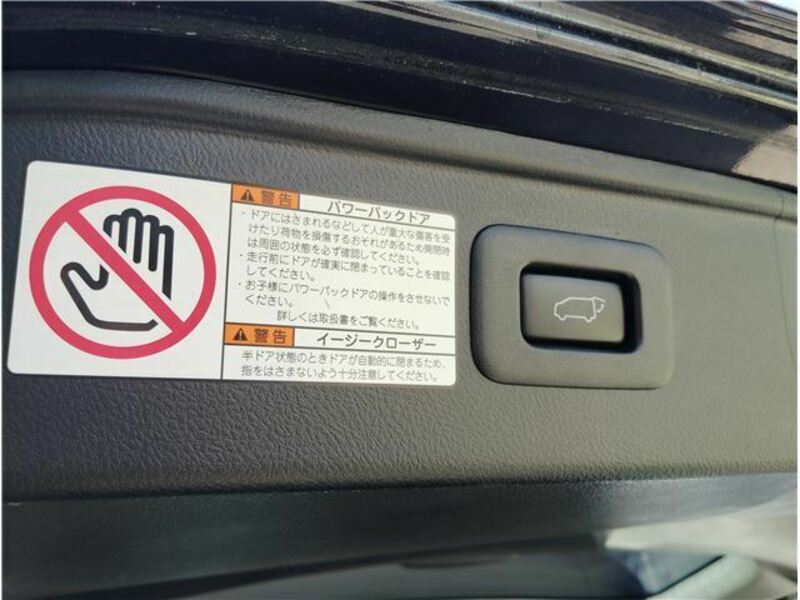 警告 パワーバックドア
・ドアにはさまれるなどして人が重大な傷害を受
けたり荷物を損傷するおそれがあるため開閉時
は周囲の状態を必ず確認してください。
・走行前にドアが確実に閉まっていることを確認
してください。
・お子様にパワーバックドアの操作をさせないで
ください。
詳しくは取扱書をご覧ください。
警告 イージークローザー
半ドア状態のときドアが自動的に閉まるため、
指をはさまないよう十分注意してください。